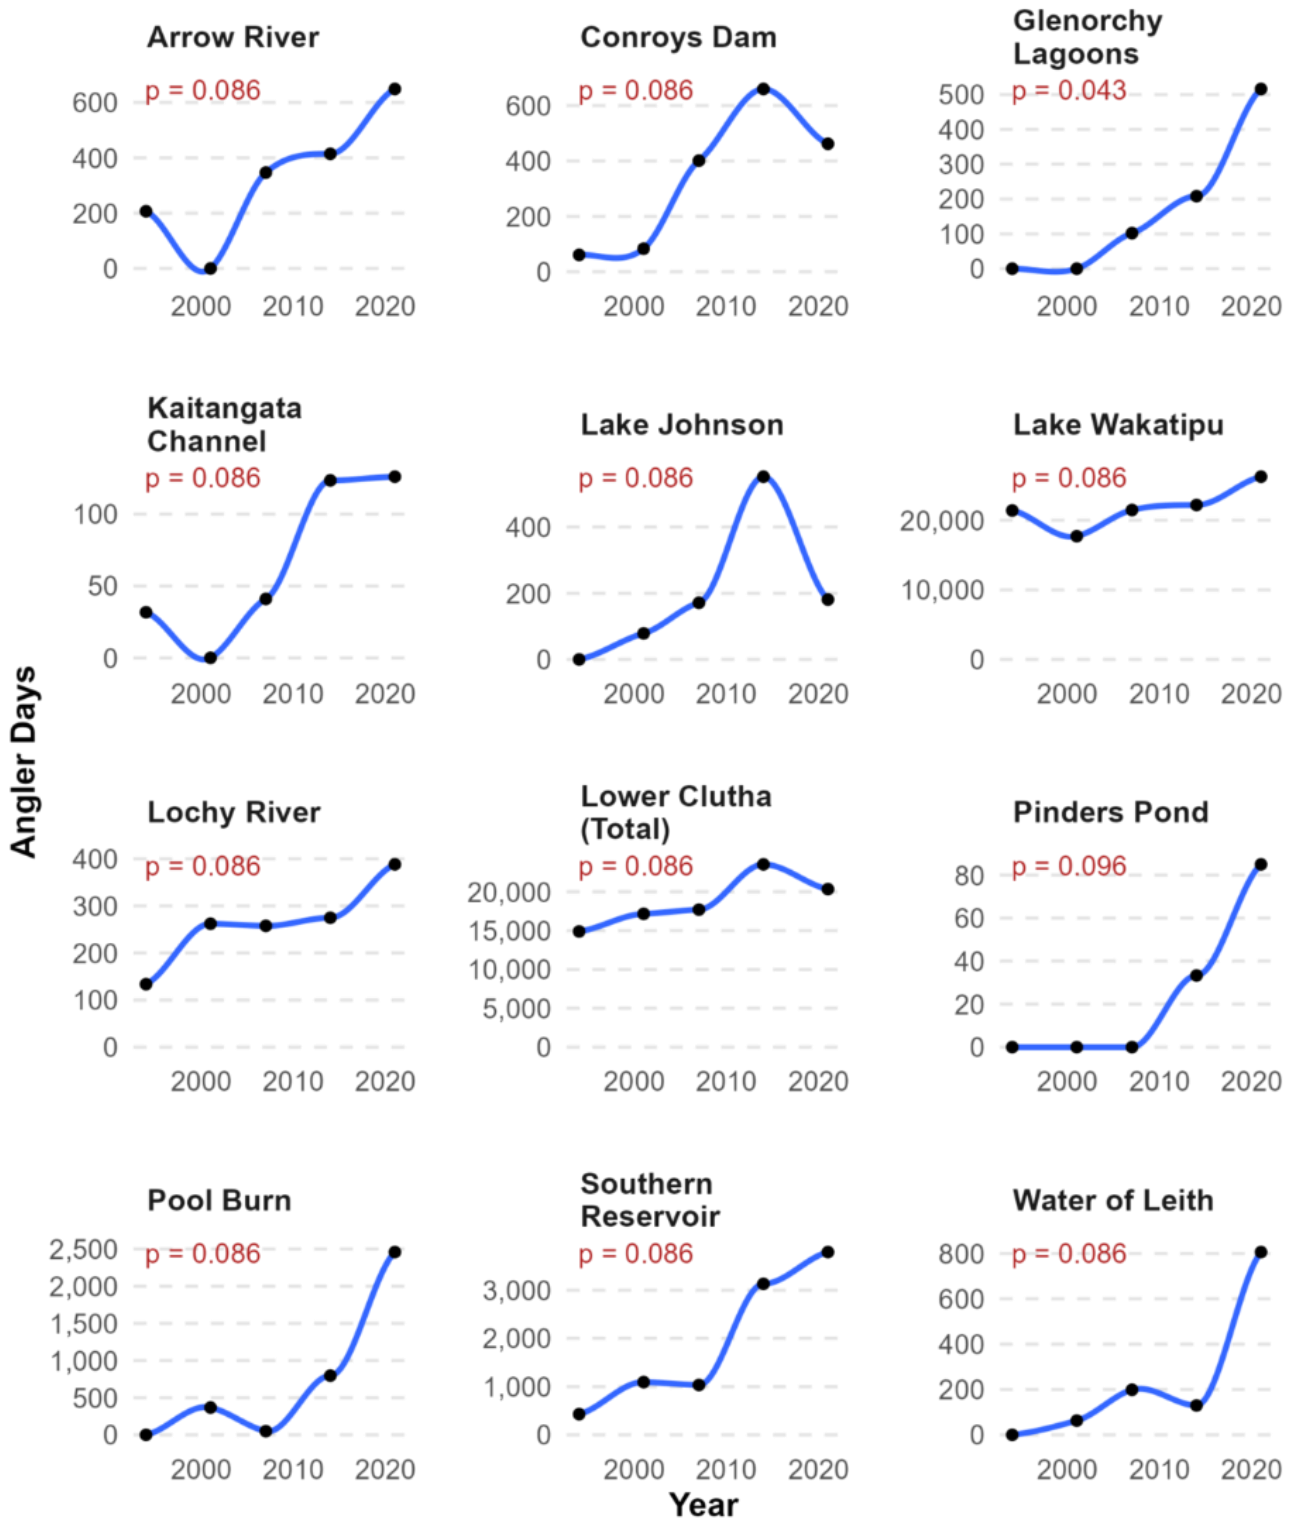 Arrow River
p = 0.086
600
400
200
0
2000 2010 2020
Conroys Dam
p = 0.086
600
400
200
0
2000 2010 2020
Glenorchy
Lagoons
p = 0.043
500
400
300
200
100
0
2000 2010 2020
Kaitangata
Channel
p = 0.086
100
50
0
2000 2010 2020
Lake Johnson
p = 0.086
400
200
0
2000 2010 2020
Lake Wakatipu
p = 0.086
20,000
10,000
0
2000 2010 2020
Angler Days
Lochy River
p = 0.086
400
300
200
100
0
2000 2010 2020
Lower Clutha
(Total)
p = 0.086
20,000
15,000
10,000
5,000
0
2000 2010 2020
Pinders Pond
p = 0.096
80
60
40
20
0
2000 2010 2020
Pool Burn
p = 0.086
2,500
2,000
1,500
1,000
500
0
2000 2010 2020
Southern
Reservoir
p = 0.086
3,000
2,000
1,000
0
2000 2010 2020
Water of Leith
p = 0.086
800
600
400
200
0
2000 2010 2020
Year